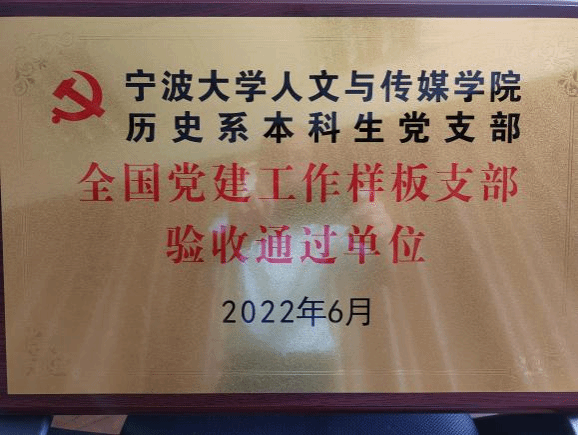 宁波大学人文与传媒学院
历史系本科生党支部
全国党建工作样板支部
验收通过单位
2022年6月